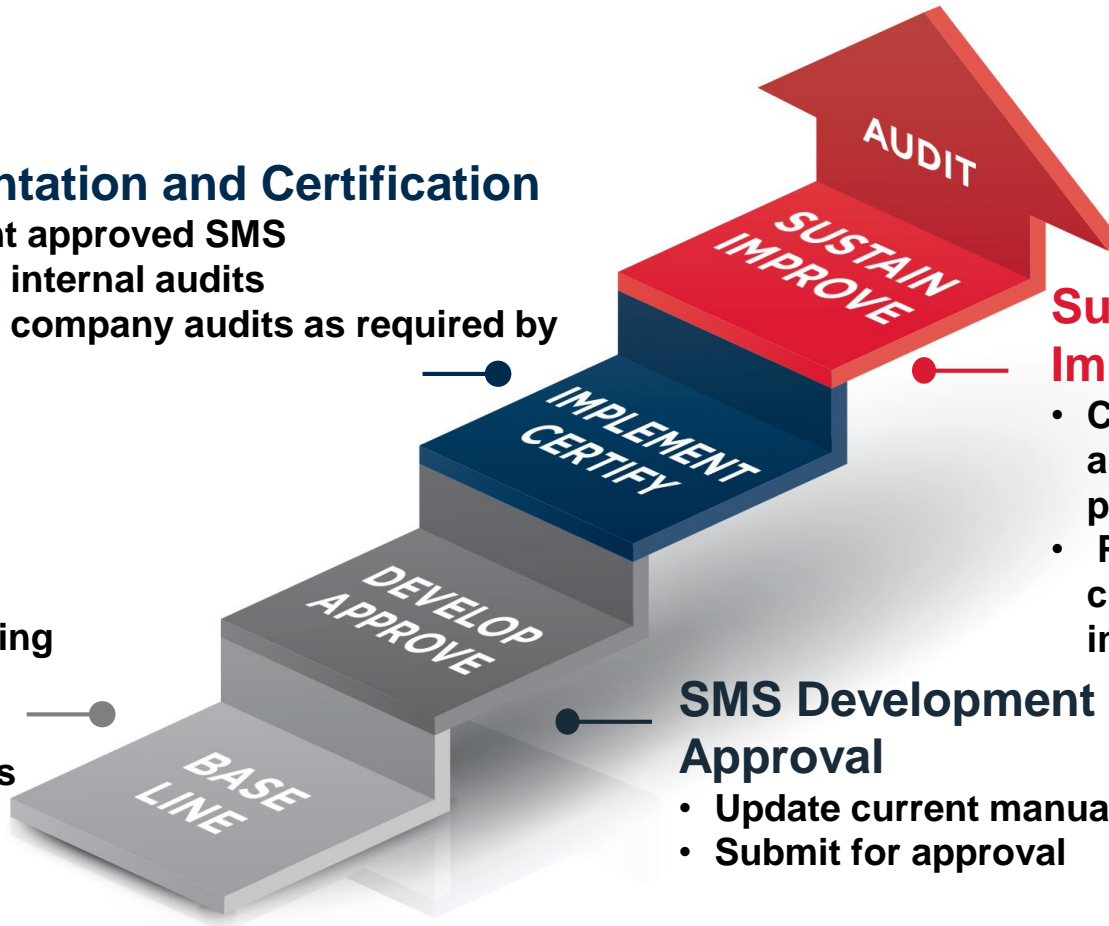 AUDIT
SUSTAIN
IMPROVE
ntation and Certification
nt approved SMS
internal audits
company audits as required by
IMPLEMENT
CERTIFY
Su
Im
• C
a
p
• F
c
in
DEVELOP
APPROVE
ing
s
BASE
LINE
SMS Development
Approval
• Update current manua
• Submit for approval